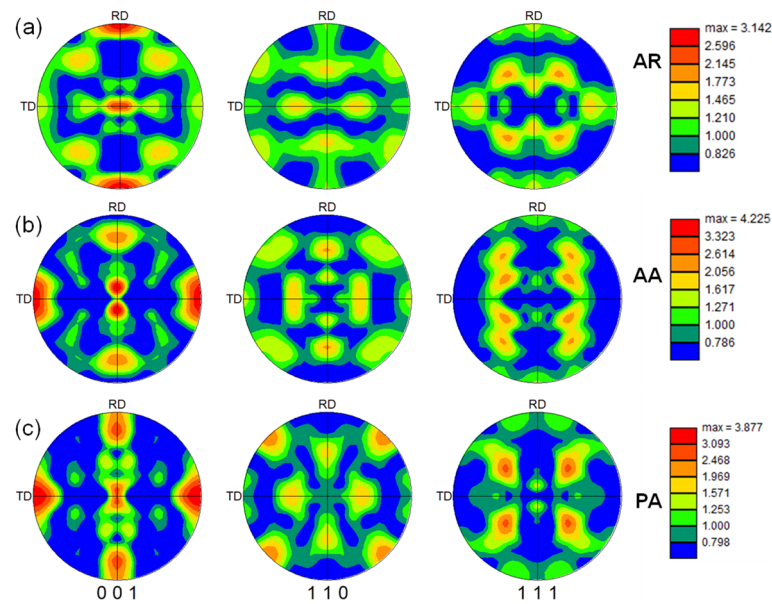 (a)
RD
RD
RD
TD
TD
TD
AR
max = 3.142
2.596
2.145
1.773
1.465
1.210
1.000
0.826
(b)
RD
RD
RD
TD
TD
TD
AA
max = 4.225
3.323
2.614
2.056
1.617
1.271
1.000
0.786
(c)
RD
RD
RD
TD
TD
TD
PA
max = 3.877
3.093
2.468
1.969
1.571
1.253
1.000
0.798
0 0 1
1 1 0
1 1 1